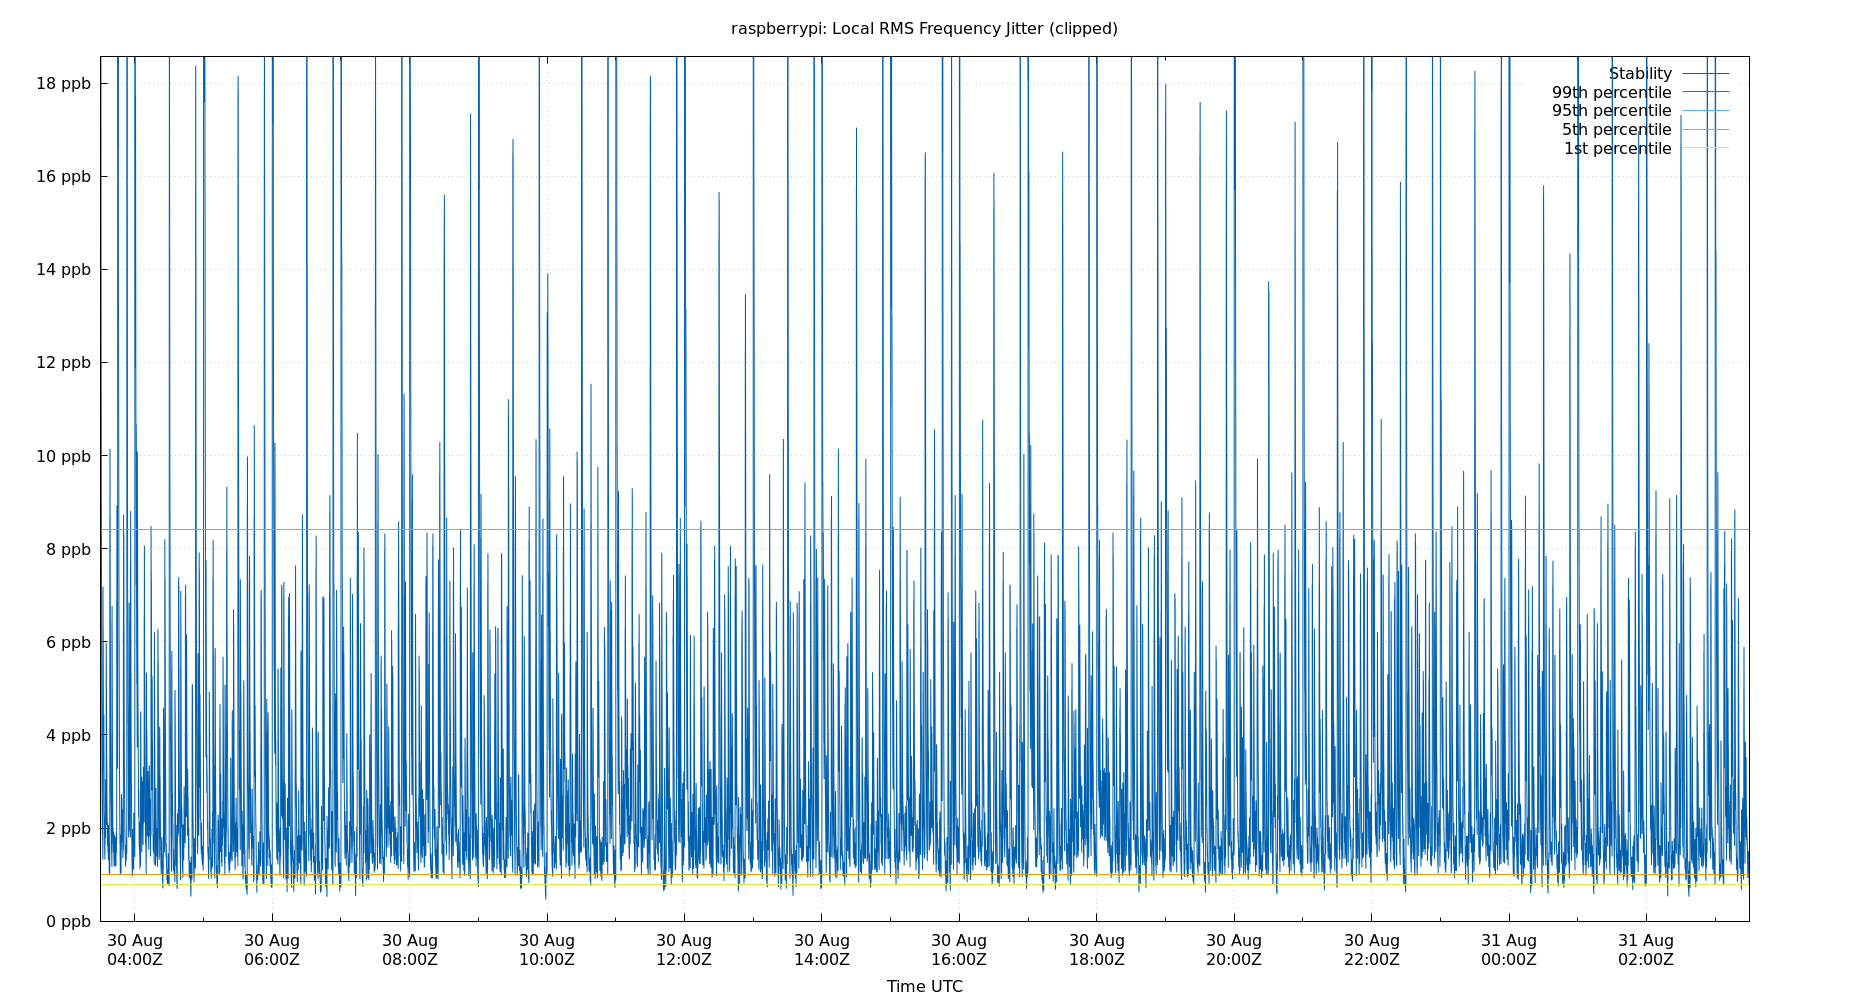 raspberrypi: Local RMS Frequency Jitter (clipped)
18 ppb
16 ppb
14 ppb
12 ppb
10 ppb
8 ppb
6 ppb
4 ppb
2 ppb
0 ppb
Stability
99th percentile
95th percentile
5th percentile
1st percentile
30 Aug 30 Aug 30 Aug 30 Aug 30 Aug 30 Aug 30 Aug 30 Aug 30 Aug 30 Aug 31 Aug 31 Aug
04:00Z 06:00Z 08:00Z 10:00Z 12:00Z 14:00Z 16:00Z 18:00Z 20:00Z 22:00Z 00:00Z 02:00Z
Time UTC